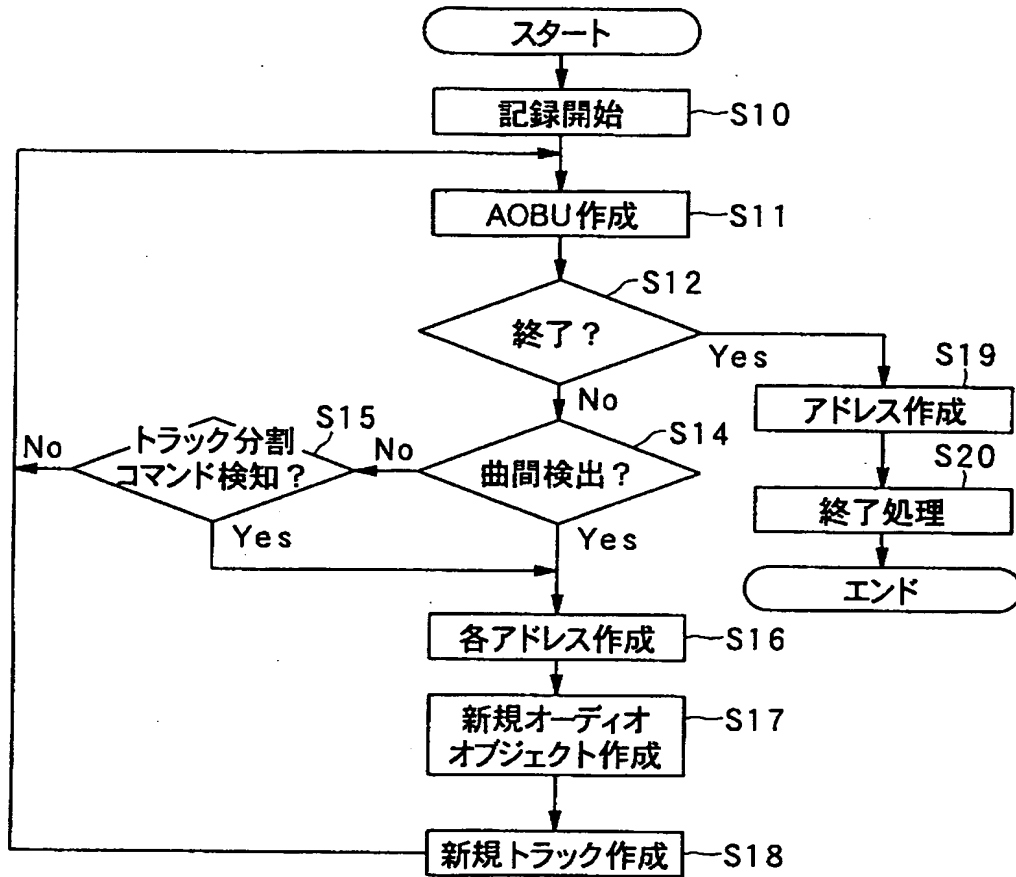 スタート
記録開始
S10
AOBU作成
S11
S12
終了?
Yes
No
S19
アドレス作成
S20
終了処理
エンド
S14
曲間検出?
No
Yes
S15
トラック分割
コマンド検知?
No
Yes
各アドレス作成
S16
新規オーディオ
オブジェクト作成
S17
新規トラック作成
S18